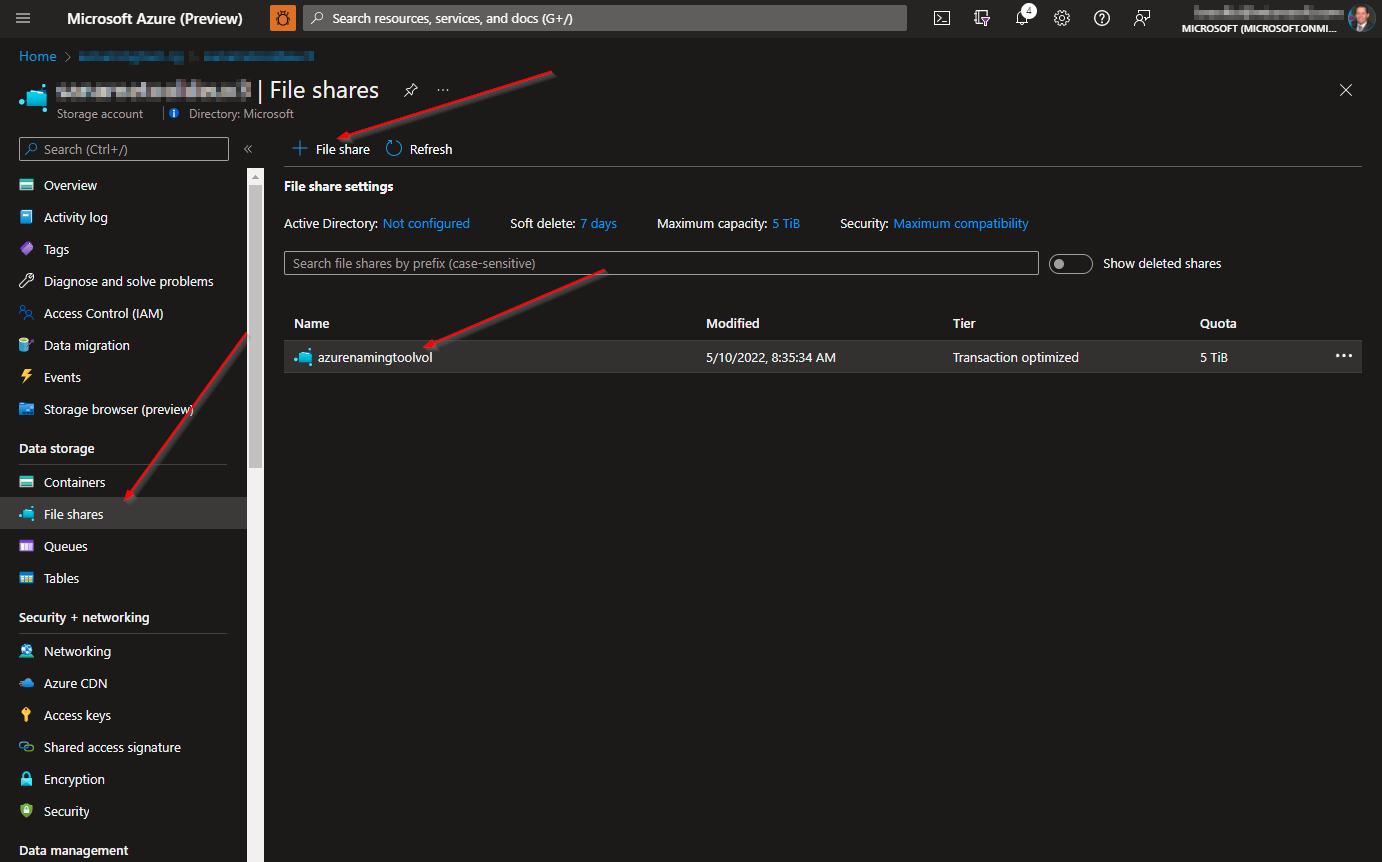 Microsoft Azure (Preview)
Search resources, services, and docs (G+/)
4
MICROSOFT (MICROSOFT.ONMI...
Home
| File shares
Storage account
Directory: Microsoft
Search (Ctrl+/)
File share
Refresh
Overview
Activity log
Tags
Diagnose and solve problems
Access Control (IAM)
Data migration
Events
Storage browser (preview)
Data storage
Containers
File shares
Queues
Tables
Security + networking
Networking
Azure CDN
Access keys
Shared access signature
Encryption
Security
Data management
File share settings
Active Directory: Not configured Soft delete: 7 days Maximum capacity: 5 TiB Security: Maximum compatibility
Search file shares by prefix (case-sensitive)
Show deleted shares
Name Modified Tier Quota
azurenamingtoolvol 5/10/2022, 8:35:34 AM Transaction optimized 5 TiB